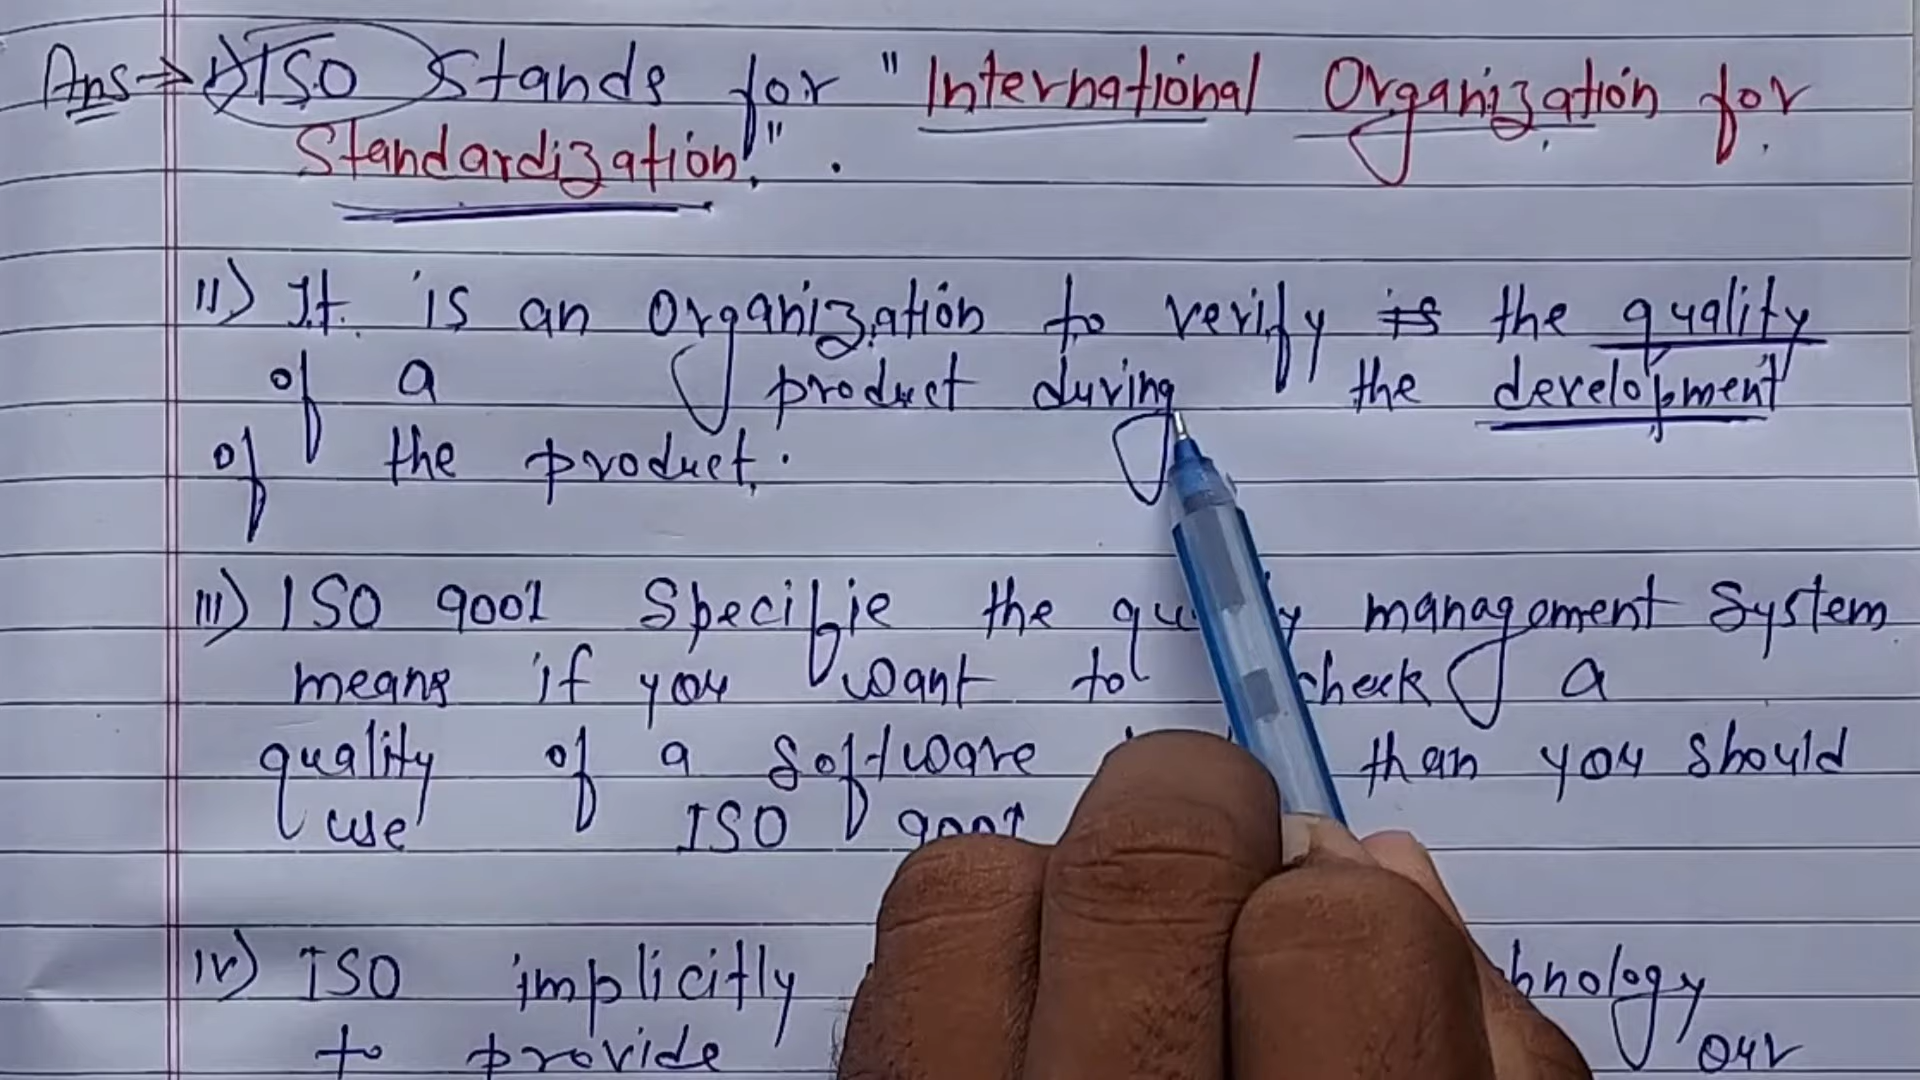 Ans → i) ISO Stands for "International Organization for
Standardization".
ii) It is an Organization to verify is the quality
of a product during the development
of the product.
iii) ISO 9001 Specifie the management System
means if you want to check a
quality of a software than you should
use ISO 9001
iv) ISO implicitly
to provide our